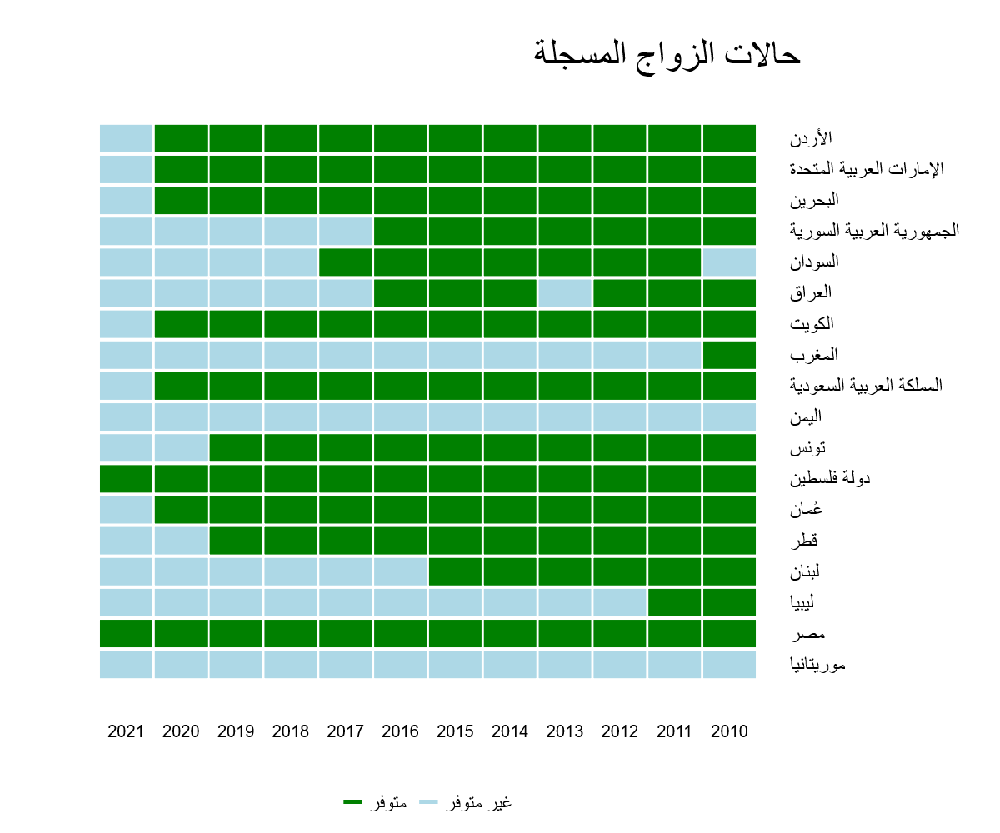 حالات الزواج المسجلة
الأردن
الإمارات العربية المتحدة
البحرين
الجمهورية العربية السورية
السودان
العراق
الكويت
المغرب
المملكة العربية السعودية
اليمن
تونس
دولة فلسطين
عُمان
قطر
لبنان
ليبيا
مصر
موريتانيا
2021 2020 2019 2018 2017 2016 2015 2014 2013 2012 2011 2010
متوفر غير متوفر